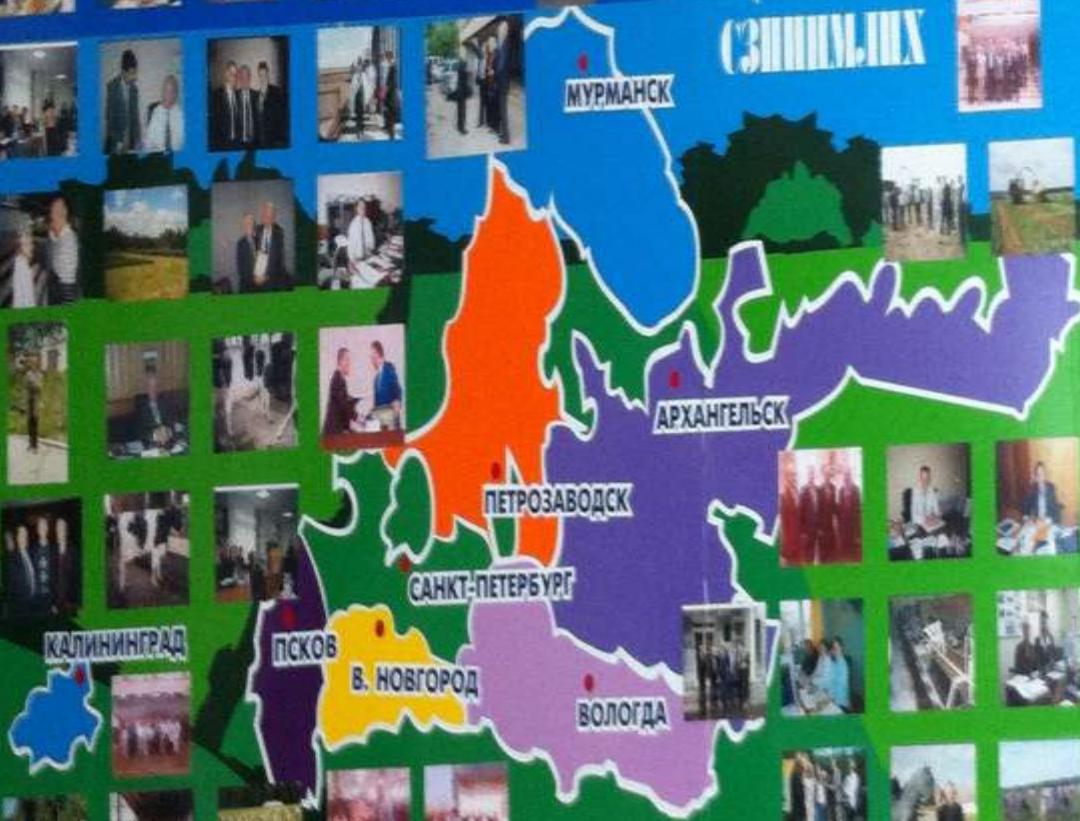 СЗНИИМЛПХ
МУРМАНСК
АРХАНГЕЛЬСК
ПЕТРОЗАВОДСК
САНКТ-ПЕТЕРБУРГ
КАЛИНИНГРАД
ПСКОВ
В. НОВГОРОД
ВОЛОГДА